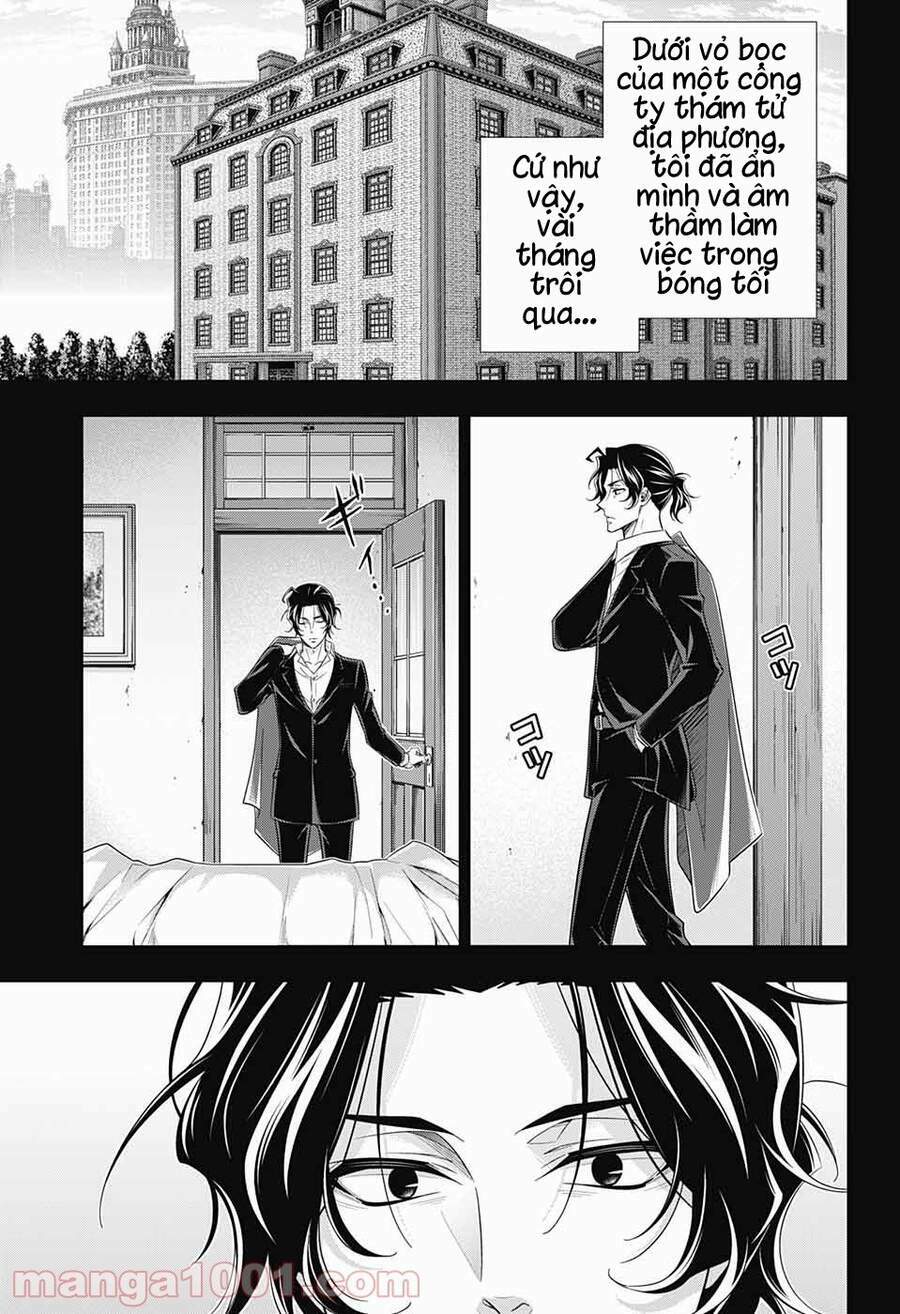 Dưới vỏ bọc
của một công
ty thám tử
địa phương,
tôi đã ẩn
mình và âm
thầm làm
việc trong
bóng tối
Cứ như
vậy,
vài
tháng
trôi
qua...
ギィ
コツ
コツ
manga1001.com